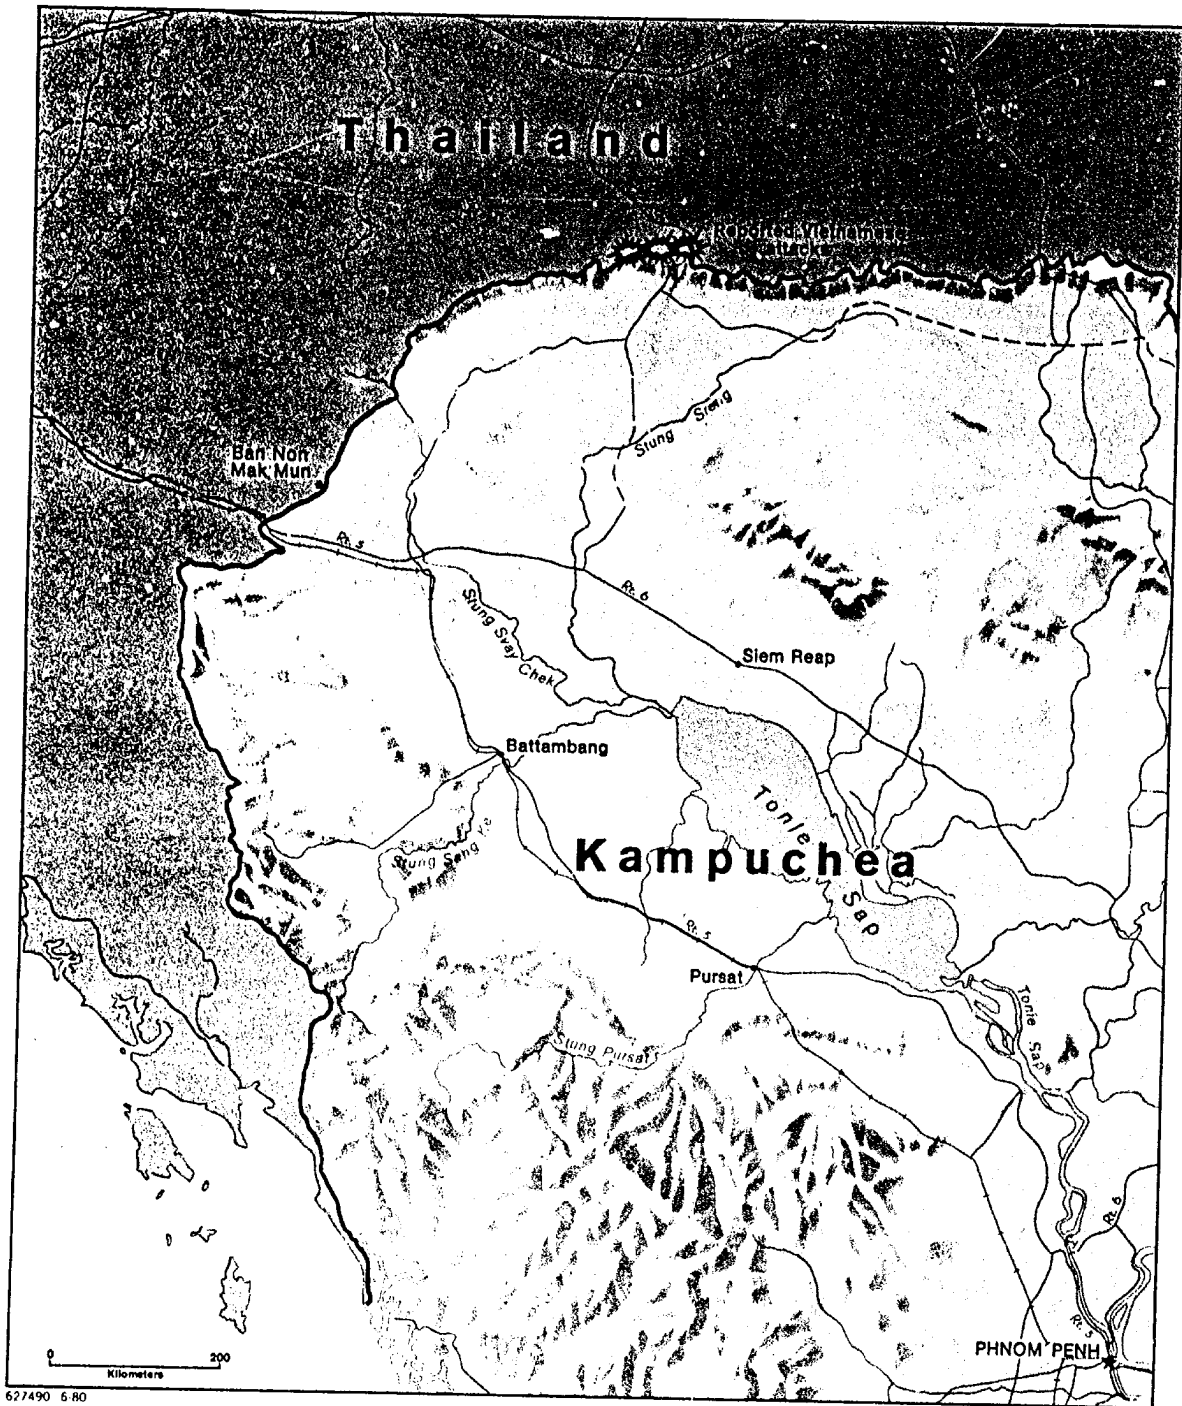 Thailand
Reported Vietnamese
attacks
Stung Sreng
Ban Non
Mak Mun
Rt. 5
Rt. 6
Stung Svay Chek
Siem Reap
Battambang
Tonle Sap
Kampuchea
Stung Sang Ke
Rt. 5
Pursat
Tonle Sap
Stung Pursat
Rt. 6
Rt. 5
PHNOM PENH
0 200
Kilometers
627490 6-80